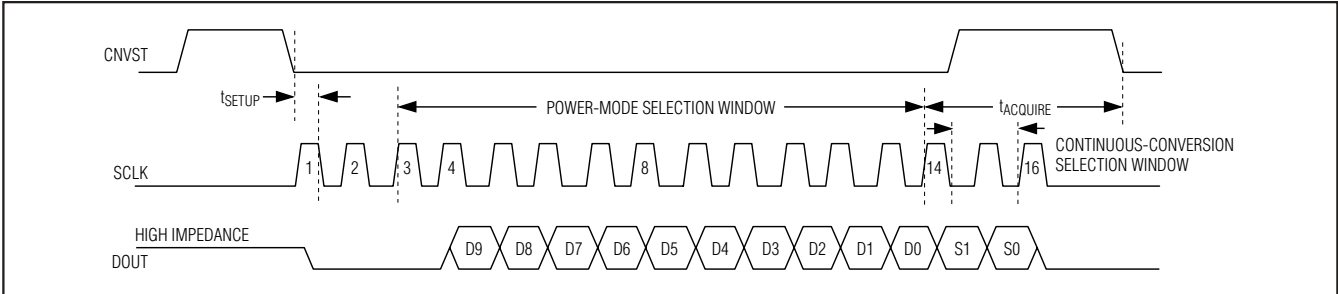 CNVST
tSETUP
POWER-MODE SELECTION WINDOW
tACQUIRE
CONTINUOUS-CONVERSION
SELECTION WINDOW
SCLK
1 2 3 4 8 14 16
HIGH IMPEDANCE
DOUT
D9 D8 D7 D6 D5 D4 D3 D2 D1 D0 S1 S0